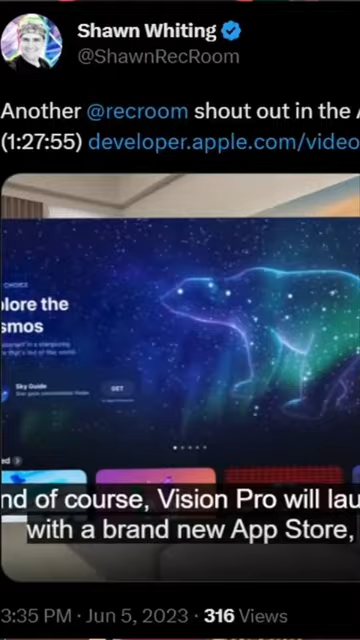 Shawn Whiting
@ShawnRecRoom
Another @recroom shout out in the
(1:27:55) developer.apple.com/video
CHOICE
plore the
smos
Sky Guide
GET
nd of course, Vision Pro will lau
with a brand new App Store,
3:35 PM · Jun 5, 2023 · 316 Views